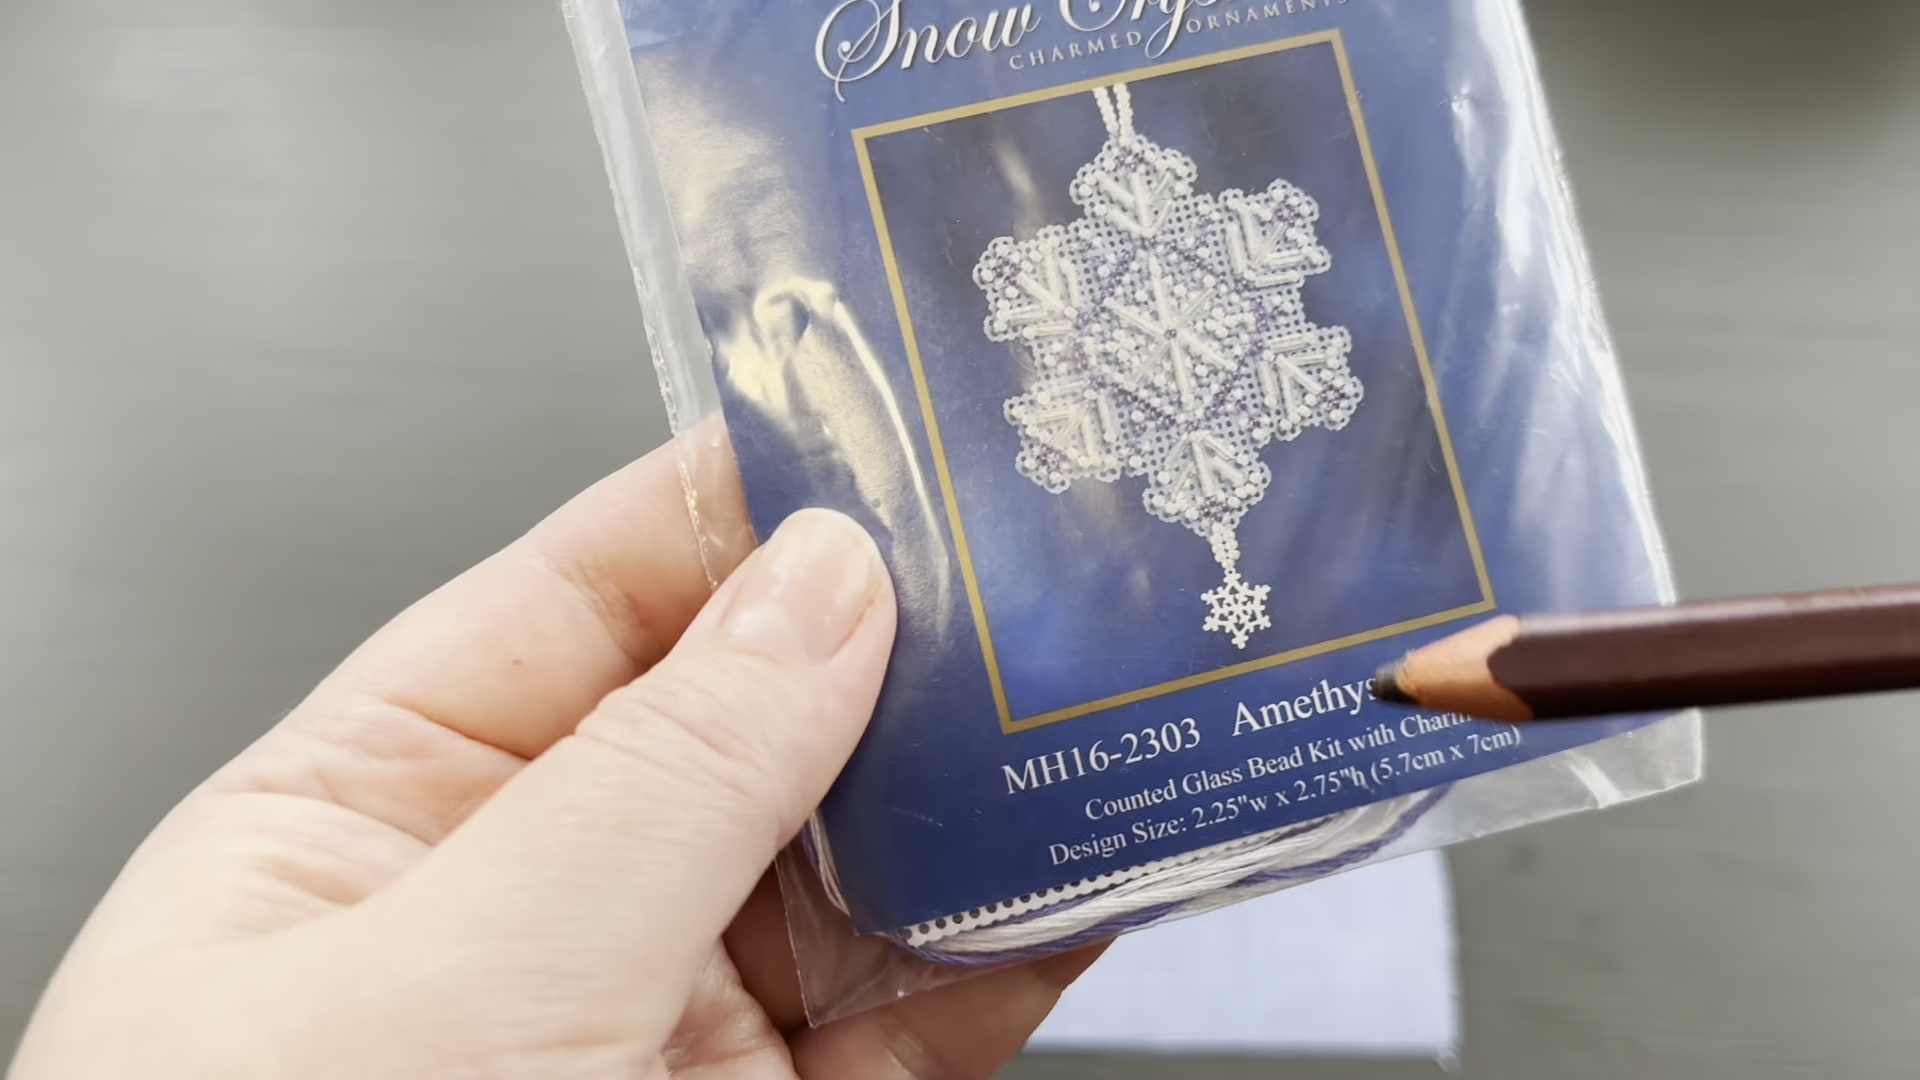 Snow
CHARMED ORNAMENTS
MH16-2303 Amethys
Counted Glass Bead Kit with Charm
Design Size: 2.25"w x 2.75"h (5.7cm x 7cm)